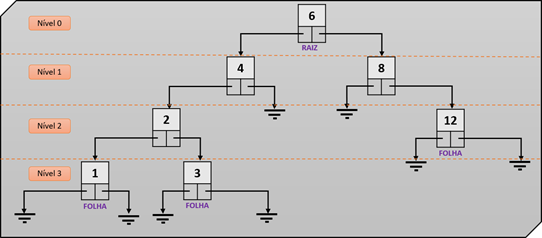 Nível 0
6
RAIZ
Nível 1
4
8
Nível 2
2
12
FOLHA
Nível 3
1
3
FOLHA
FOLHA